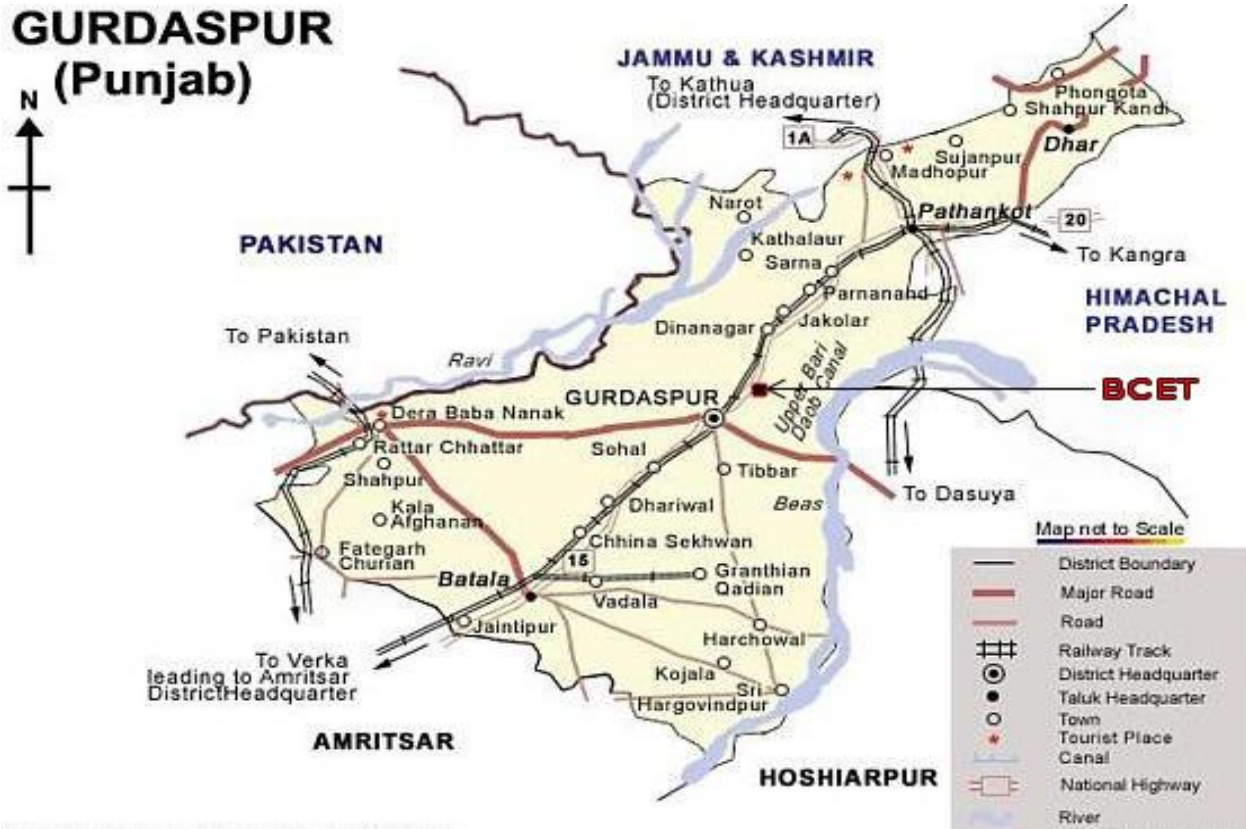 GURDASPUR
(Punjab)
N
JAMMU & KASHMIR
To Kathua
(District Headquarter)
1A
Phongota
Shahpur Kandi
Dhar
Sujanpur
Madhopur
Narot
Pathankot
20
PAKISTAN
Kathalaur
Sarna
To Kangra
Parnanand
HIMACHAL
PRADESH
Jakolar
Dinanagar
To Pakistan
Ravi
Upper Bari
Daob Canal
BCET
GURDASPUR
Dera Baba Nanak
Rattar Chhattar
Sohal
Shahpur
Tibbar
To Dasuya
Beas
Kala
Afghanan
Dhariwal
Chhina Sekhwan
Fategarh
Churian
15
Batala
Granthian
Qadian
Vadala
Jaintipur
Harchowal
To Verka
leading to Amritsar
DistrictHeadquarter
Kojala
Sri
Hargovindpur
AMRITSAR
HOSHIARPUR
Map not to Scale
District Boundary
Major Road
Road
Railway Track
District Headquarter
Taluk Headquarter
Town
Tourist Place
Canal
National Highway
River